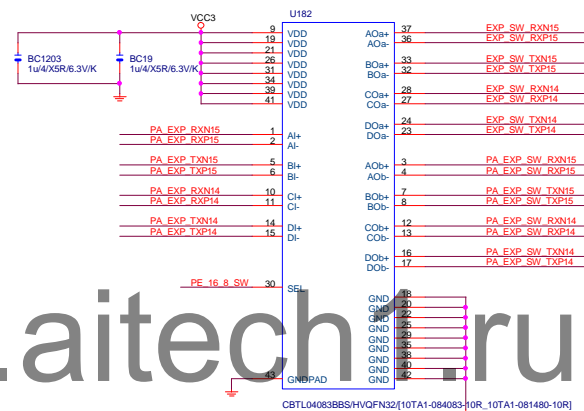 VCC3
U182
BC1203
1u/4/X5R/6.3V/K
BC19
1u/4/X5R/6.3V/K
9 VDD
19 VDD
21 VDD
26 VDD
31 VDD
34 VDD
39 VDD
41 VDD
PA_EXP_RXN15 1 AI+
PA_EXP_RXP15 2 AI-
PA_EXP_TXN15 5 BI+
PA_EXP_TXP15 6 BI-
PA_EXP_RXN14 10 CI+
PA_EXP_RXP14 11 CI-
PA_EXP_TXN14 14 DI+
PA_EXP_TXP14 15 DI-
PE_16_8_SW 30 SEL
43 GNDPAD
AOa+ 37 EXP_SW_RXN15
AOa- 36 EXP_SW_RXP15
BOa+ 33 EXP_SW_TXN15
BOa- 32 EXP_SW_TXP15
COa+ 28 EXP_SW_RXN14
COa- 27 EXP_SW_RXP14
DOa+ 24 EXP_SW_TXN14
DOa- 23 EXP_SW_TXP14
AOb+ 3 PA_EXP_SW_RXN15
AOb- 4 PA_EXP_SW_RXP15
BOb+ 7 PA_EXP_SW_TXN15
BOb- 8 PA_EXP_SW_TXP15
COb+ 12 PA_EXP_SW_RXN14
COb- 13 PA_EXP_SW_RXP14
DOb+ 16 PA_EXP_SW_TXN14
DOb- 17 PA_EXP_SW_TXP14
GND 18
GND 20
GND 22
GND 25
GND 29
GND 35
GND 38
GND 40
GND 42
.aitech1.ru
CBTL04083BBS/HVQFN32/[10TA1-084083-10R_10TA1-081480-10R]